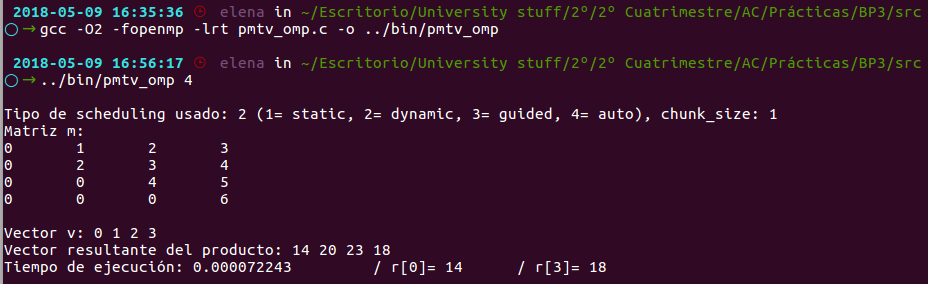 2018-05-09 16:35:36 elena in ~/Escritorio/University stuff/2º/2º Cuatrimestre/AC/Prácticas/BP3/src
○ → gcc -O2 -fopenmp -lrt pmtv_omp.c -o ../bin/pmtv_omp
2018-05-09 16:56:17 elena in ~/Escritorio/University stuff/2º/2º Cuatrimestre/AC/Prácticas/BP3/src
○ → ../bin/pmtv_omp 4
Tipo de scheduling usado: 2 (1= static, 2= dynamic, 3= guided, 4= auto), chunk_size: 1
Matriz m:
0 1 2 3
0 2 3 4
0 0 4 5
0 0 0 6
Vector v: 0 1 2 3
Vector resultante del producto: 14 20 23 18
Tiempo de ejecución: 0.000072243 / r[0]= 14 / r[3]= 18